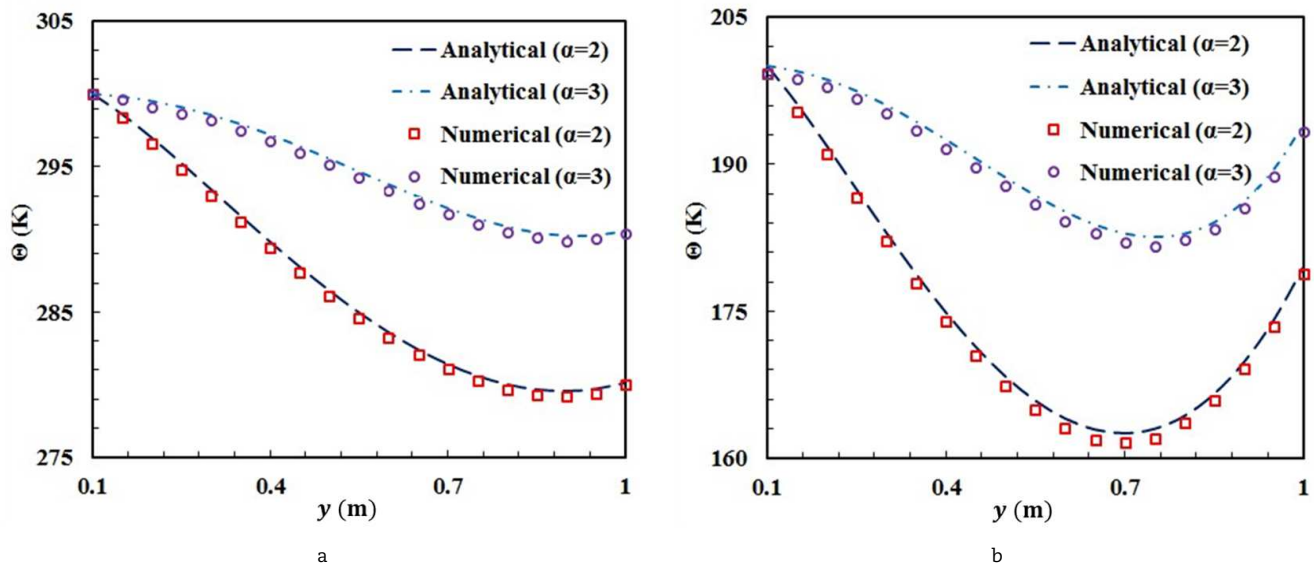 305
295
285
275
Θ (K)
Analytical (α=2)
Analytical (α=3)
Numerical (α=2)
Numerical (α=3)
0.1 0.4 0.7 1
y (m)
a
205
190
175
160
Θ (K)
Analytical (α=2)
Analytical (α=3)
Numerical (α=2)
Numerical (α=3)
0.1 0.4 0.7 1
y (m)
b